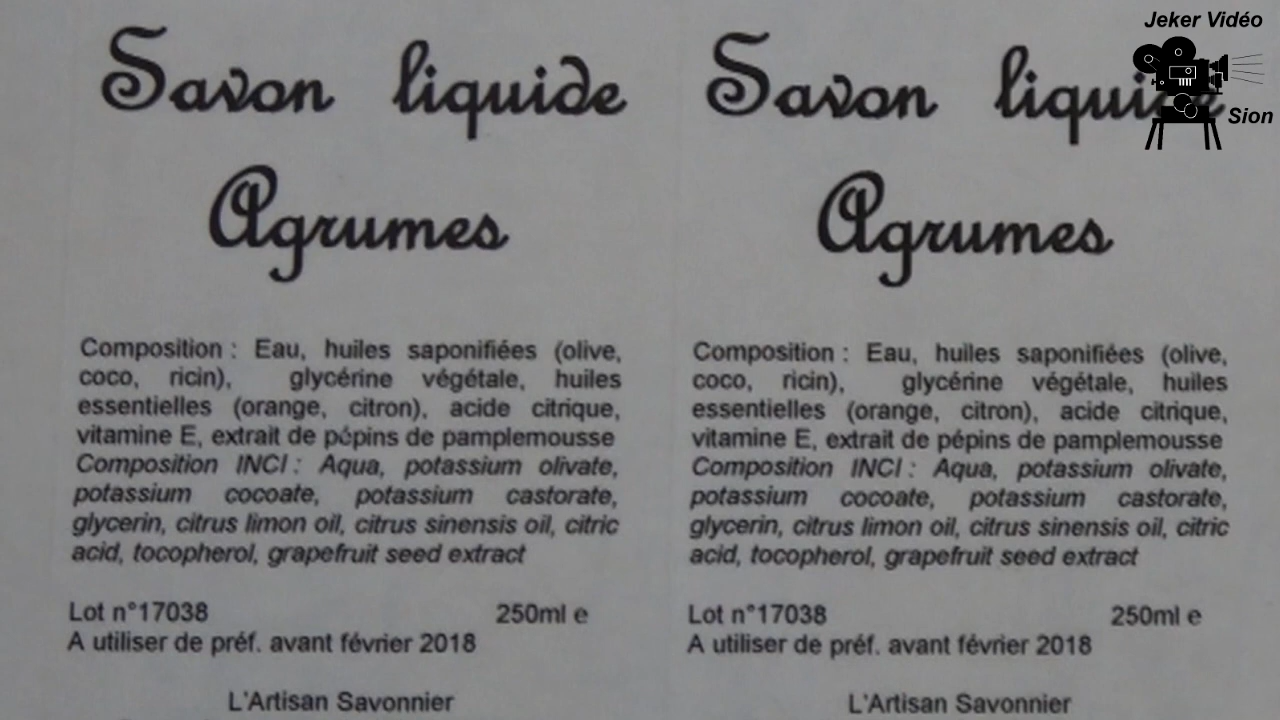 Jeker Vidéo
Sion
Savon liquide
Agrumes
Composition : Eau, huiles saponifiées (olive,
coco, ricin), glycérine végétale, huiles
essentielles (orange, citron), acide citrique,
vitamine E, extrait de pépins de pamplemousse
Composition INCI : Aqua, potassium olivate,
potassium cocoate, potassium castorate,
glycerin, citrus limon oil, citrus sinensis oil, citric
acid, tocopherol, grapefruit seed extract
Lot n°17038 250ml e
A utiliser de préf. avant février 2018
L'Artisan Savonnier
Savon liquide
Agrumes
Composition : Eau, huiles saponifiées (olive,
coco, ricin), glycérine végétale, huiles
essentielles (orange, citron), acide citrique,
vitamine E, extrait de pépins de pamplemousse
Composition INCI : Aqua, potassium olivate,
potassium cocoate, potassium castorate,
glycerin, citrus limon oil, citrus sinensis oil, citric
acid, tocopherol, grapefruit seed extract
Lot n°17038 250ml e
A utiliser de préf. avant février 2018
L'Artisan Savonnier